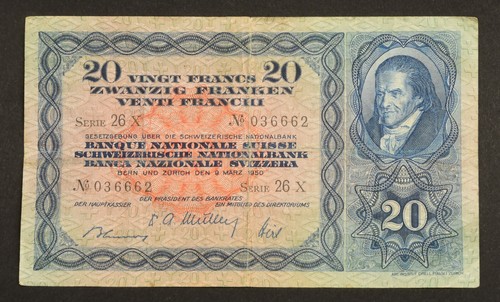 20 VINGT FRANCS 20
ZWANZIG FRANKEN
VENTI FRANCHI
SERIE 26 X № 036662
GESETZGEBUNG ÜBER DIE SCHWEIZERISCHE NATIONALBANK
BANQUE NATIONALE SUISSE
SCHWEIZERISCHE NATIONALBANK
BANCA NAZIONALE SVIZZERA
BERN UND ZÜRICH DEN 9 MÄRZ 1950
№ 036662 SERIE 26 X
DER PRÄSIDENT DES BANKRATES
DER HAUPTKASSIER EIN MITGLIED DES DIREKTORIUMS
20